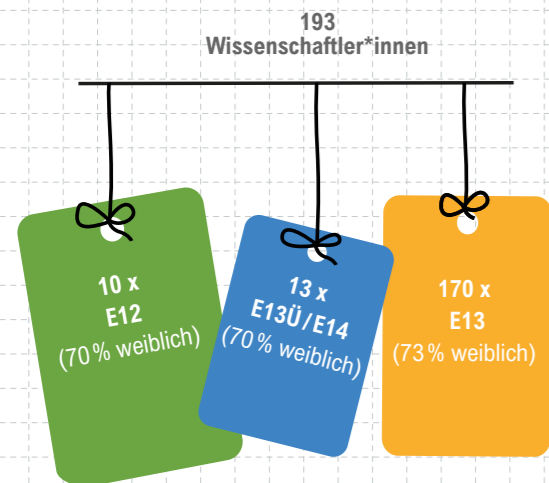 193
Wissenschaftler*innen
10 x
E12
(70 % weiblich)
13 x
E13Ü/E14
(70 % weiblich)
170 x
E13
(73 % weiblich)